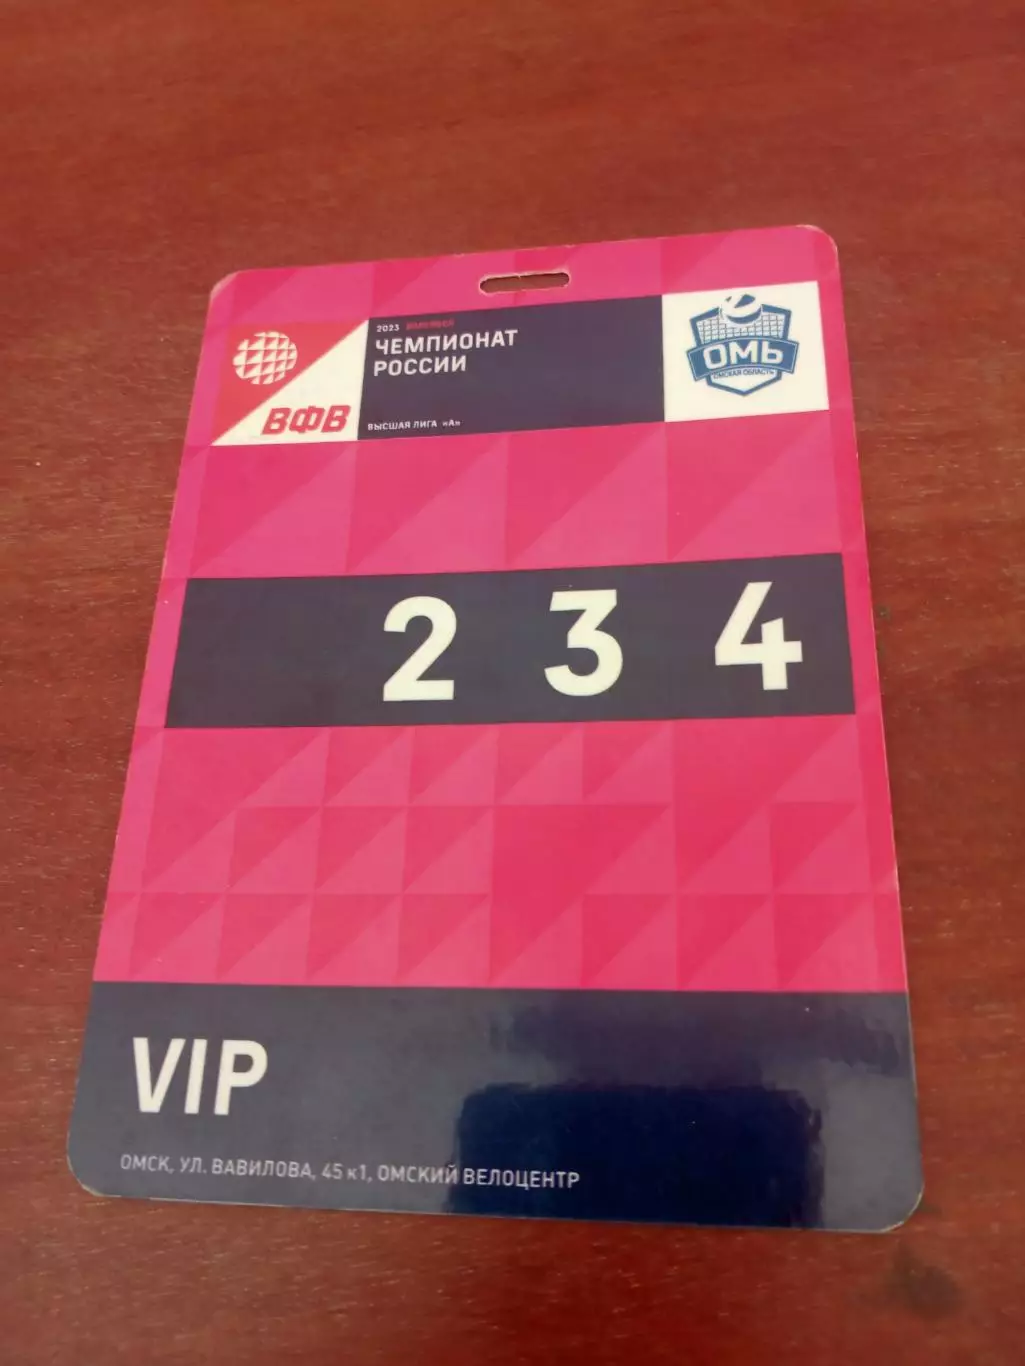 2023 ВОЛЕЙБОЛ
ЧЕМПИОНАТ
РОССИИ
ВФВ
ВЫСШАЯ ЛИГА «А»
ОМЬ
ОМСКАЯ ОБЛАСТЬ
2 3 4
VIP
ОМСК, УЛ. ВАВИЛОВА, 45 к1, ОМСКИЙ ВЕЛОЦЕНТР